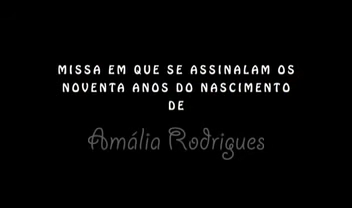 MISSA EM QUE SE ASSINALAM OS
NOVENTA ANOS DO NASCIMENTO
DE
Amália Rodrigues